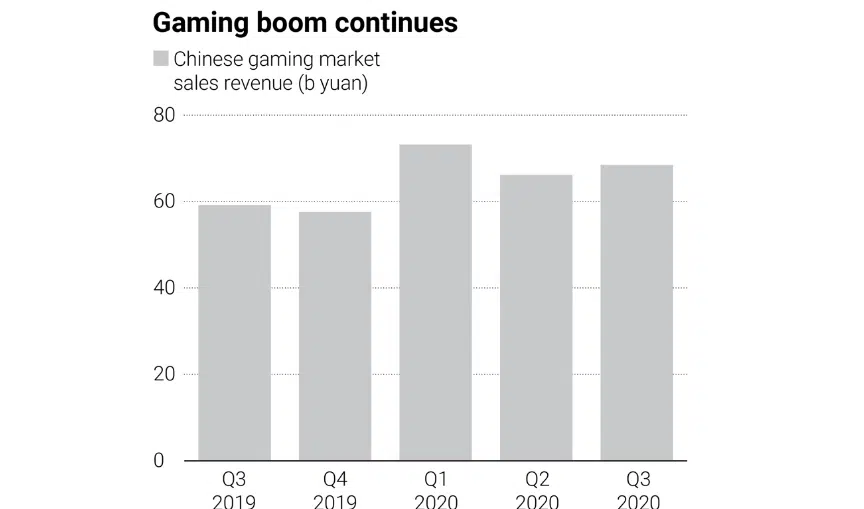 Gaming boom continues
Chinese gaming market
sales revenue (b yuan)
80
60
40
20
0
Q3 Q4 Q1 Q2 Q3
2019 2019 2020 2020 2020